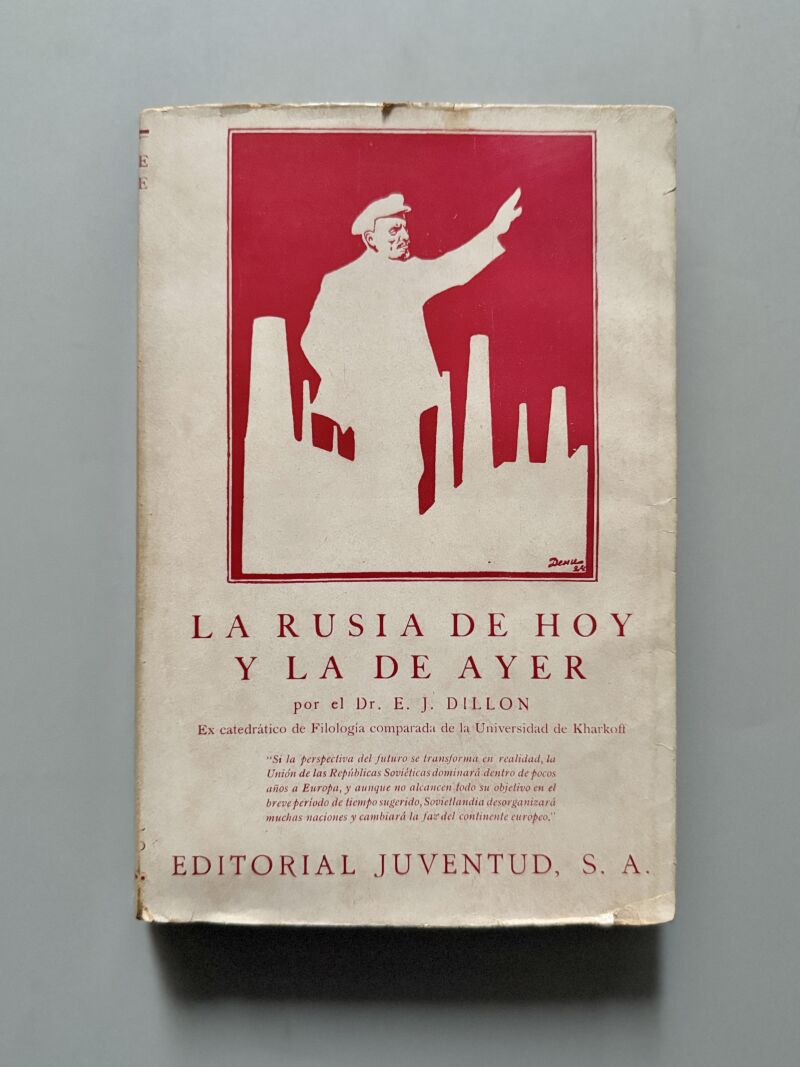 E
E
LA RUSIA DE HOY
Y LA DE AYER
por el Dr. E. J. DILLON
Ex catedrático de Filología comparada de la Universidad de Kharkoff
"Si la perspectiva del futuro se transforma en realidad, la
Unión de las Repúblicas Soviéticas dominará dentro de pocos
años a Europa, y aunque no alcancen todo su objetivo en el
breve período de tiempo sugerido, Sovietlandia desorganizará
muchas naciones y cambiará la faz del continente europeo."
EDITORIAL JUVENTUD, S. A.